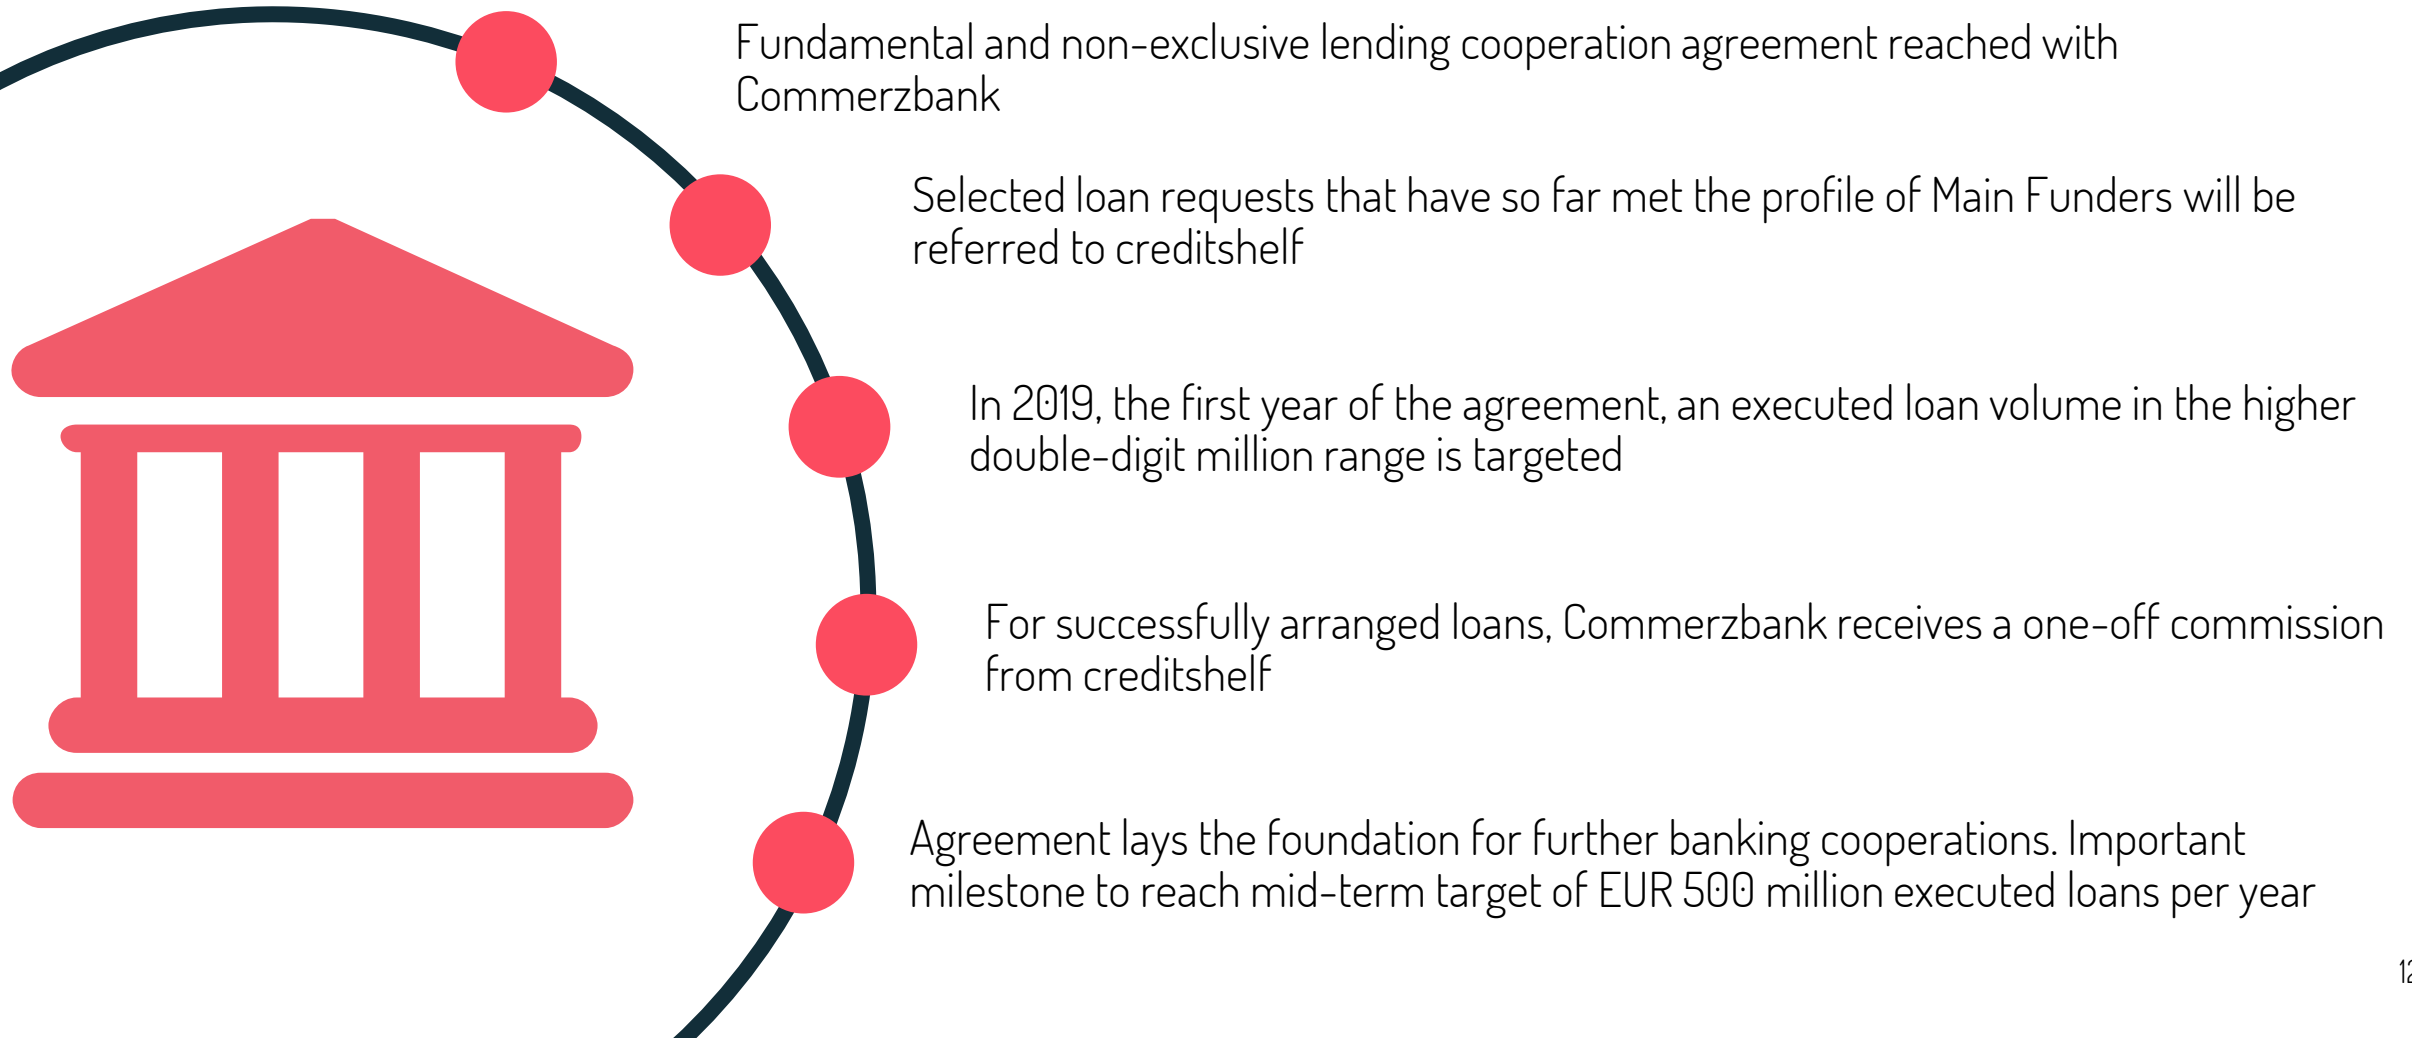 Fundamental and non-exclusive lending cooperation agreement reached with
Commerzbank
Selected loan requests that have so far met the profile of Main Funders will be
referred to creditshelf
In 2019, the first year of the agreement, an executed loan volume in the higher
double-digit million range is targeted
For successfully arranged loans, Commerzbank receives a one-off commission
from creditshelf
Agreement lays the foundation for further banking cooperations. Important
milestone to reach mid-term target of EUR 500 million executed loans per year
12